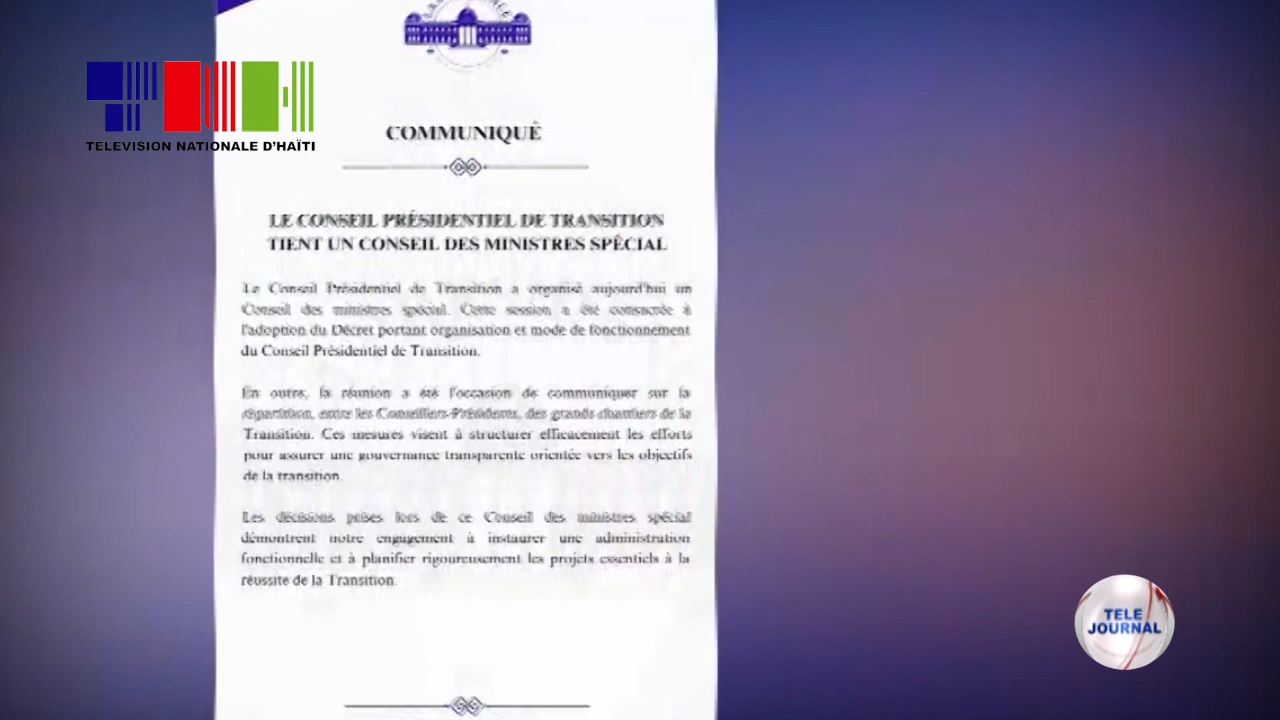 TELEVISION NATIONALE D'HAÏTI
COMMUNIQUÉ
LE CONSEIL PRÉSIDENTIEL DE TRANSITION
TIENT UN CONSEIL DES MINISTRES SPÉCIAL
Le Conseil Présidentiel de Transition a organisé aujourd'hui un
Conseil des ministres spécial. Cette session a été consacrée à
l'adoption du Décret portant organisation et mode de fonctionnement
du Conseil Présidentiel de Transition.
En outre, la réunion a été l'occasion de communiquer sur la
répartition, entre les Conseillers-Présidents, des grands chantiers de la
Transition. Ces mesures visent à structurer efficacement les efforts
pour assurer une gouvernance transparente orientée vers les objectifs
de la transition.
Les décisions prises lors de ce Conseil des ministres spécial
démontrent notre engagement à instaurer une administration
fonctionnelle et à planifier rigoureusement les projets essentiels à la
réussite de la Transition.
TELE
JOURNAL